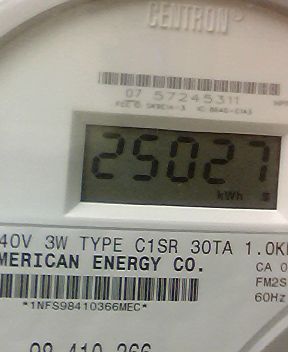 CENTRON®
07 57245311
25027
kWh
40V 3W TYPE C1SR 30TA 1.0K
MERICAN ENERGY CO.
CA 0
FM2S
60Hz
*1NFS98410366MEC*
98 410 366